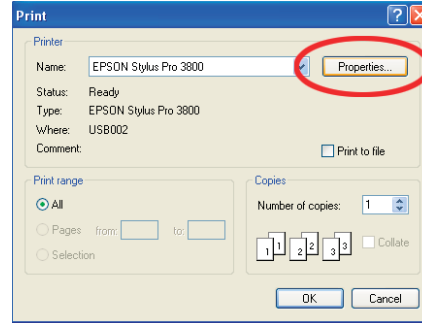 Print
Printer
Name: EPSON Stylus Pro 3800 Properties...
Status: Ready
Type: EPSON Stylus Pro 3800
Where: USB002
Comment: Print to file
Print range
All
Pages from: to:
Selection
Copies
Number of copies: 1
1 1 2 2 3 3 Collate
OK Cancel